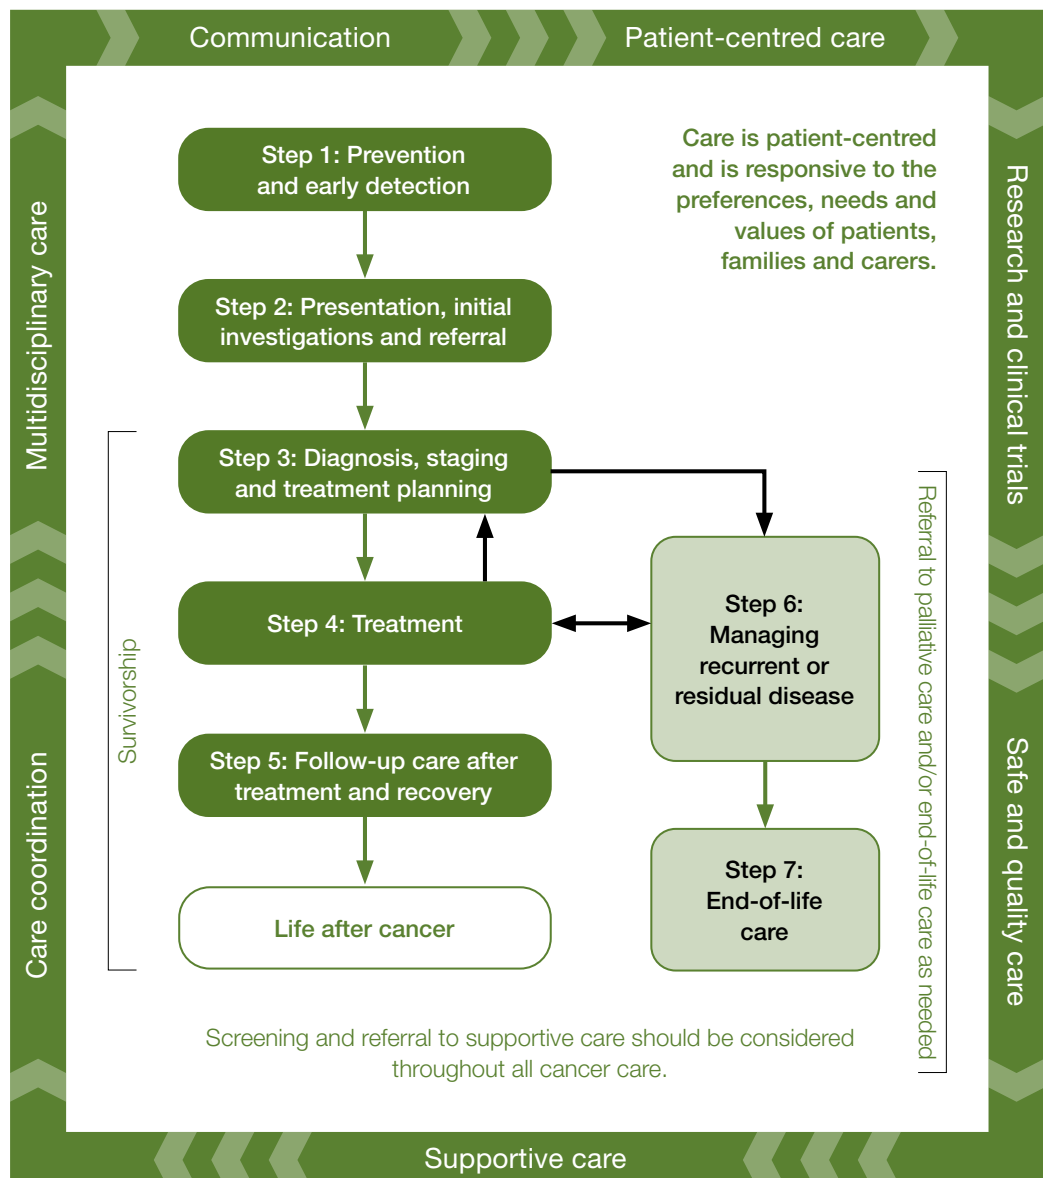 Communication
Patient-centred care
Step 1: Prevention
and early detection
Care is patient-centred
and is responsive to the
preferences, needs and
values of patients,
families and carers.
Step 2: Presentation, initial
investigations and referral
Step 3: Diagnosis, staging
and treatment planning
Step 4: Treatment
Step 5: Follow-up care after
treatment and recovery
Life after cancer
Step 6:
Managing
recurrent or
residual disease
Step 7:
End-of-life
care
Survivorship
Referral to palliative care and/or end-of-life care as needed
Screening and referral to supportive care should be considered
throughout all cancer care.
Multidisciplinary care
Care coordination
Research and clinical trials
Safe and quality care
Supportive care